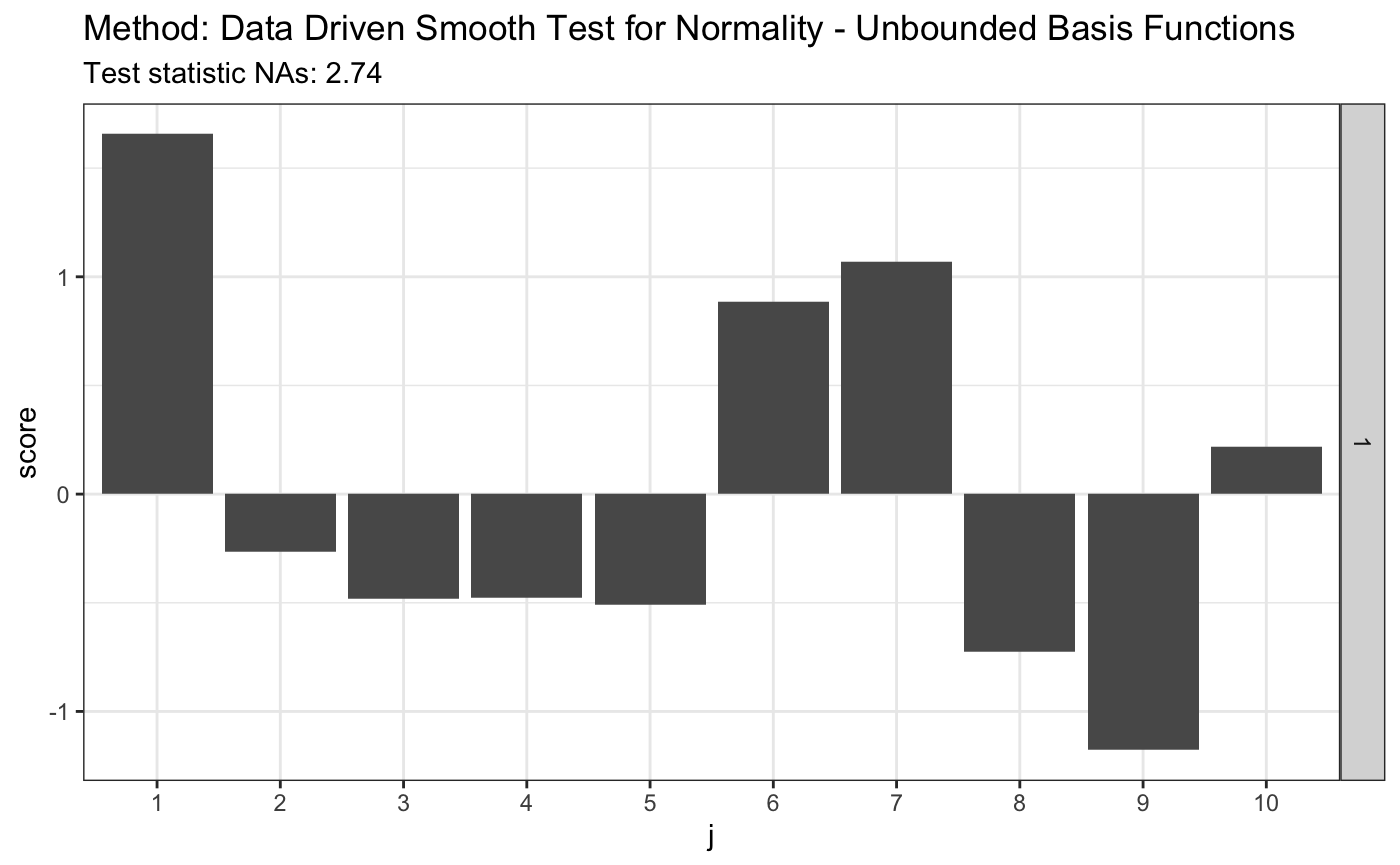 Method: Data Driven Smooth Test for Normality - Unbounded Basis Functions
Test statistic NAs: 2.74
score
1
0
-1
1
1 2 3 4 5 6 7 8 9 10
j